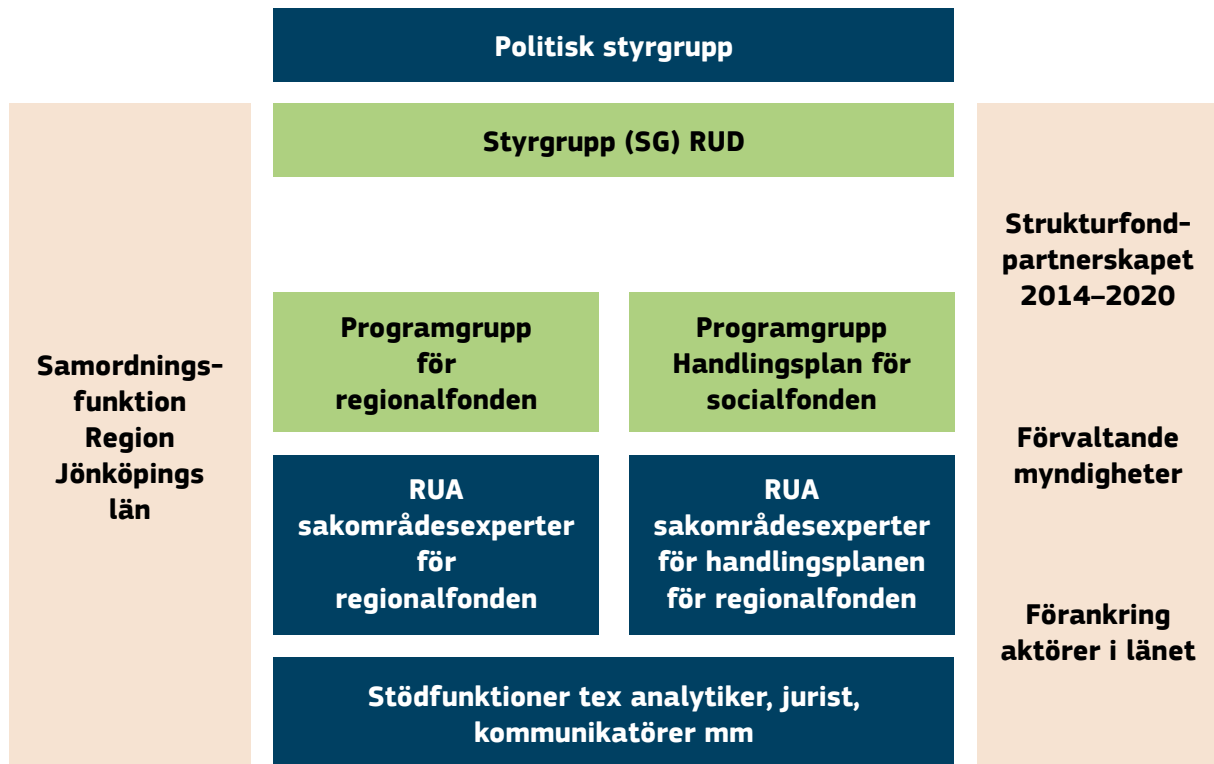 Politisk styrgrupp
Styrgrupp (SG) RUD
Samordnings-
funktion
Region
Jönköpings
län
Programgrupp
för
regionalfonden
Programgrupp
Handlingsplan för
socialfonden
RUA
sakområdesexperter
för
regionalfonden
RUA
sakområdesexperter
för handlingsplanen
för regionalfonden
Stödfunktioner tex analytiker, jurist,
kommunikatörer mm
Strukturfond-
partnerskapet
2014–2020
Förvaltande
myndigheter
Förankring
aktörer i länet